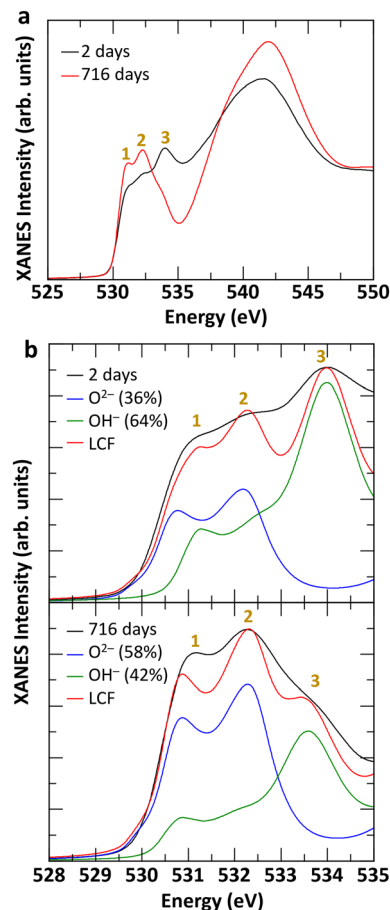 a
2 days
716 days
1
2
3
XANES Intensity (arb. units)
525
530
535
540
545
550
Energy (eV)
b
2 days
O²⁻ (36%)
OH⁻ (64%)
LCF
1
2
3
716 days
O²⁻ (58%)
OH⁻ (42%)
LCF
1
2
3
XANES Intensity (arb. units)
528
529
530
531
532
533
534
535
Energy (eV)